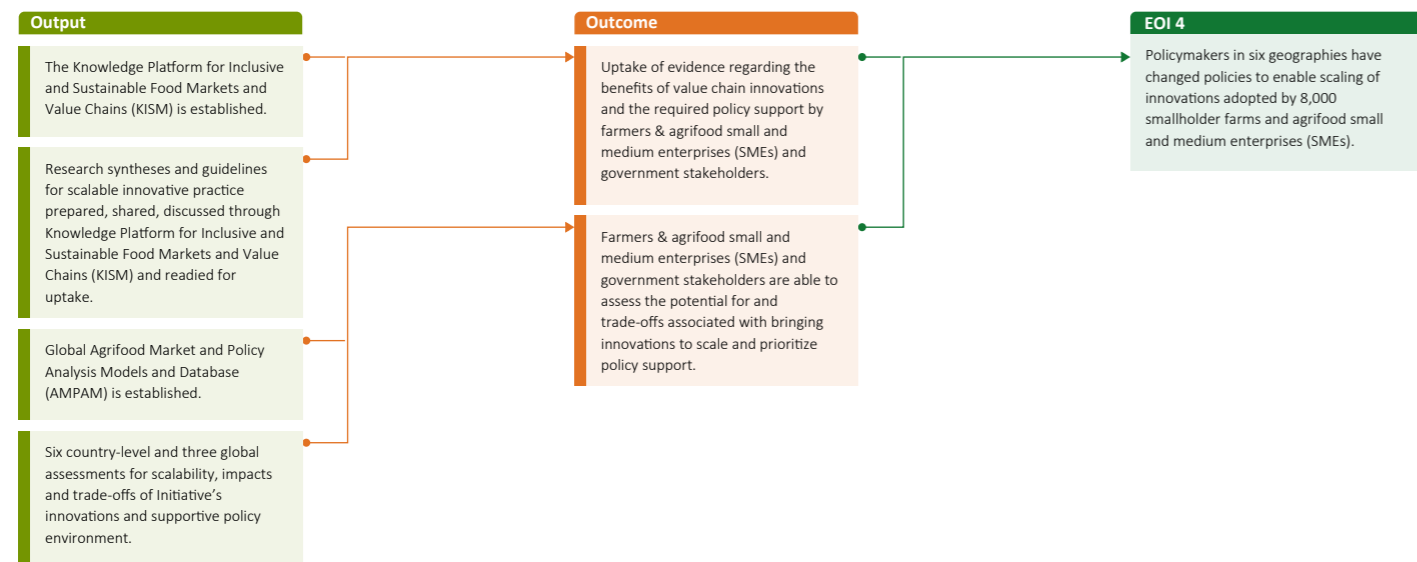 Output
The Knowledge Platform for Inclusive
and Sustainable Food Markets and
Value Chains (KISM) is established.
Research syntheses and guidelines
for scalable innovative practice
prepared, shared, discussed through
Knowledge Platform for Inclusive and
Sustainable Food Markets and Value
Chains (KISM) and readied for
uptake.
Global Agrifood Market and Policy
Analysis Models and Database
(AMPAM) is established.
Six country-level and three global
assessments for scalability, impacts
and trade-offs of Initiative’s
innovations and supportive policy
environment.
Outcome
Uptake of evidence regarding the
benefits of value chain innovations
and the required policy support by
farmers & agrifood small and
medium enterprises (SMEs) and
government stakeholders.
Farmers & agrifood small and
medium enterprises (SMEs) and
government stakeholders are able to
assess the potential for and
trade-offs associated with bringing
innovations to scale and prioritize
policy support.
EOI 4
Policymakers in six geographies have
changed policies to enable scaling of
innovations adopted by 8,000
smallholder farms and agrifood small
and medium enterprises (SMEs).